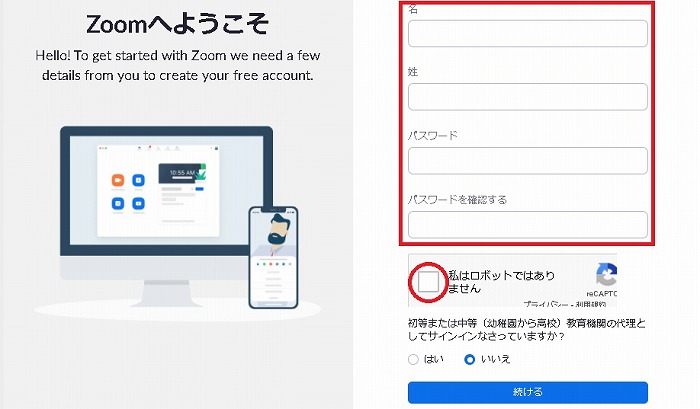 Zoomへようこそ
Hello! To get started with Zoom we need a few
details from you to create your free account.
10:55 AM
名
姓
パスワード
パスワードを確認する
私はロボットではあり
ません
reCAPTC
プライバシー - 利用規約
初等または中等（幼稚園から高校）教育機関の代理と
してサインインなさっていますか？
はい
いいえ
続ける